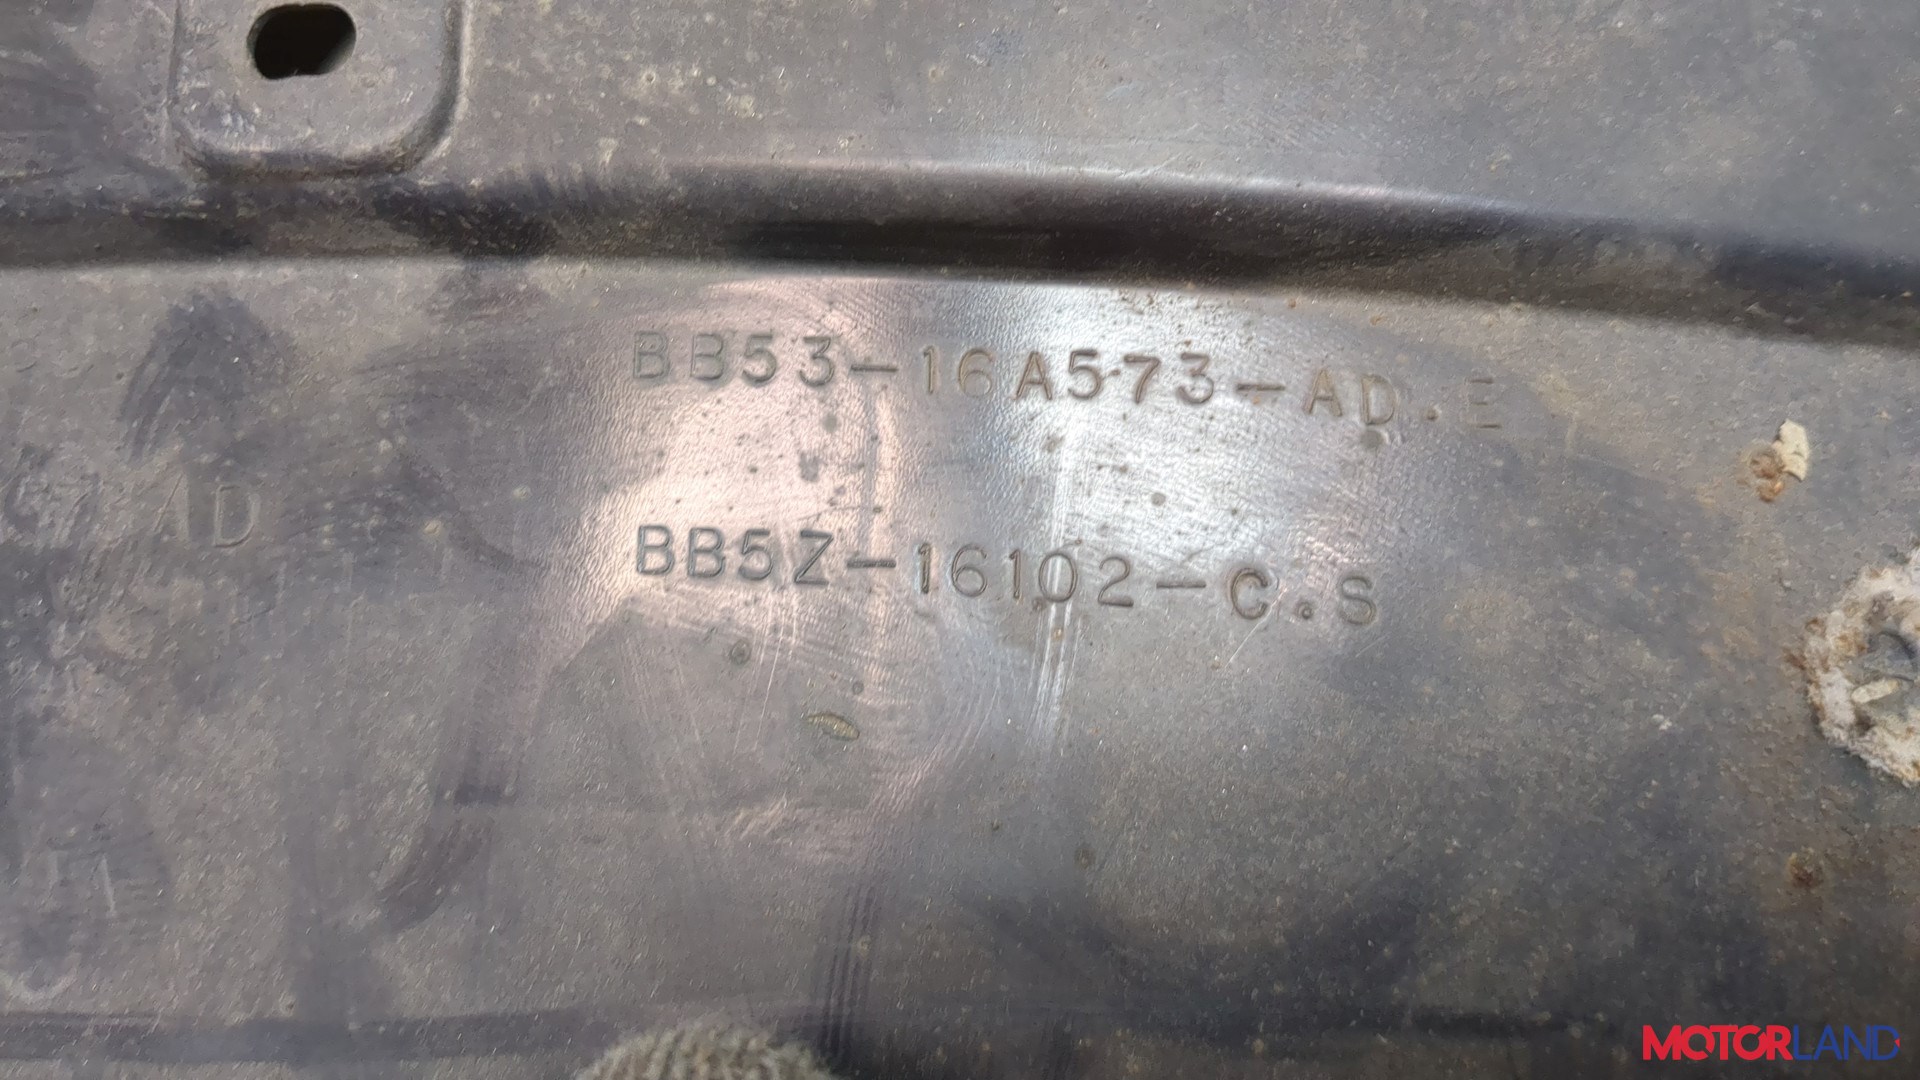 BB53-16A573-AD.E
AD
BB5Z-16102-C.S
MOTORLAND